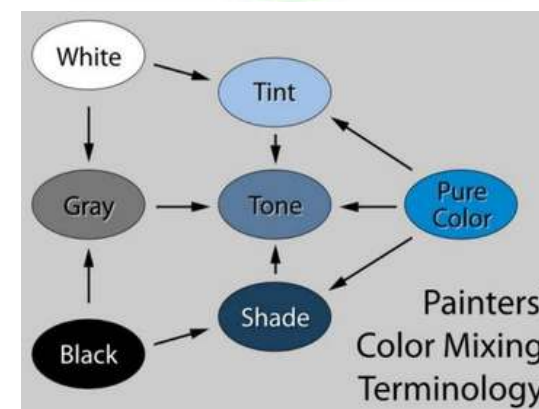 White
Tint
Gray
Tone
Pure
Color
Shade
Black
Painters
Color Mixing
Terminology